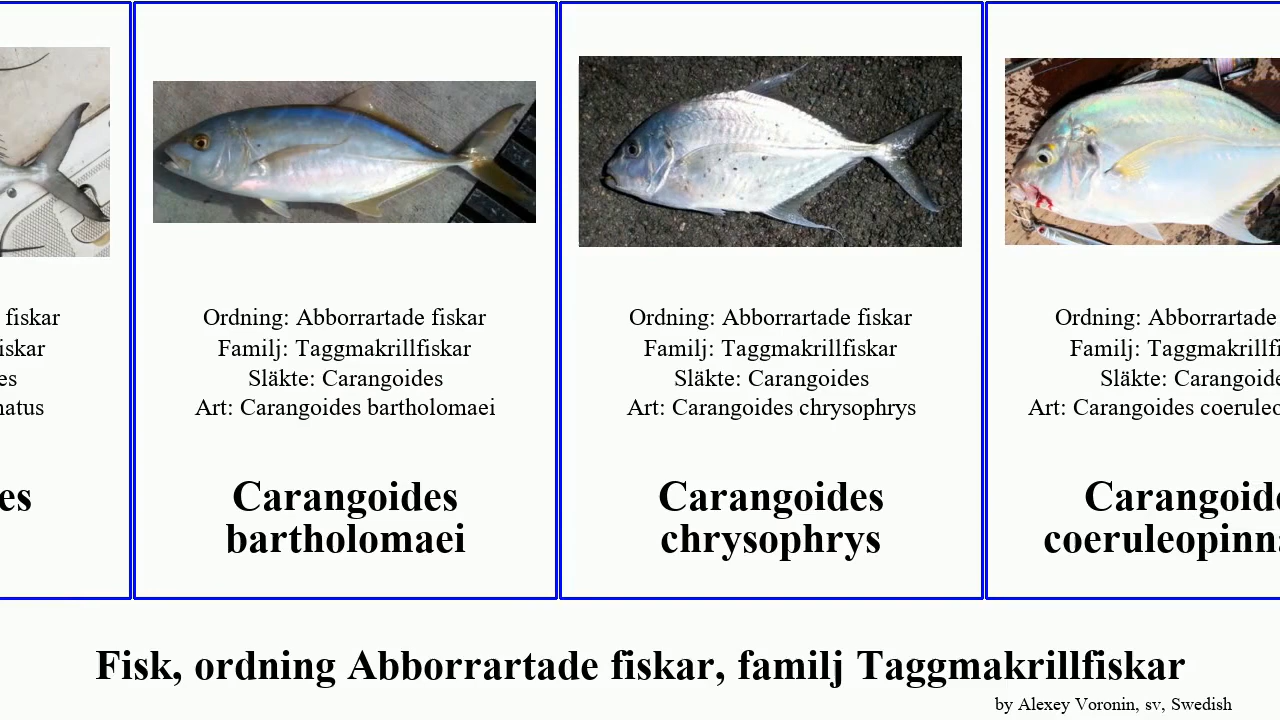 fiskar
iskar
es
natus
es
Ordning: Abborrartade fiskar
Familj: Taggmakrillfiskar
Släkte: Carangoides
Art: Carangoides bartholomaei
Carangoides
bartholomaei
Ordning: Abborrartade fiskar
Familj: Taggmakrillfiskar
Släkte: Carangoides
Art: Carangoides chrysophrys
Carangoides
chrysophrys
Ordning: Abborrartade
Familj: Taggmakrillfi
Släkte: Carangoide
Art: Carangoides coeruleo
Carangoid
coeruleopinn
Fisk, ordning Abborrartade fiskar, familj Taggmakrillfiskar
by Alexey Voronin, sv, Swedish